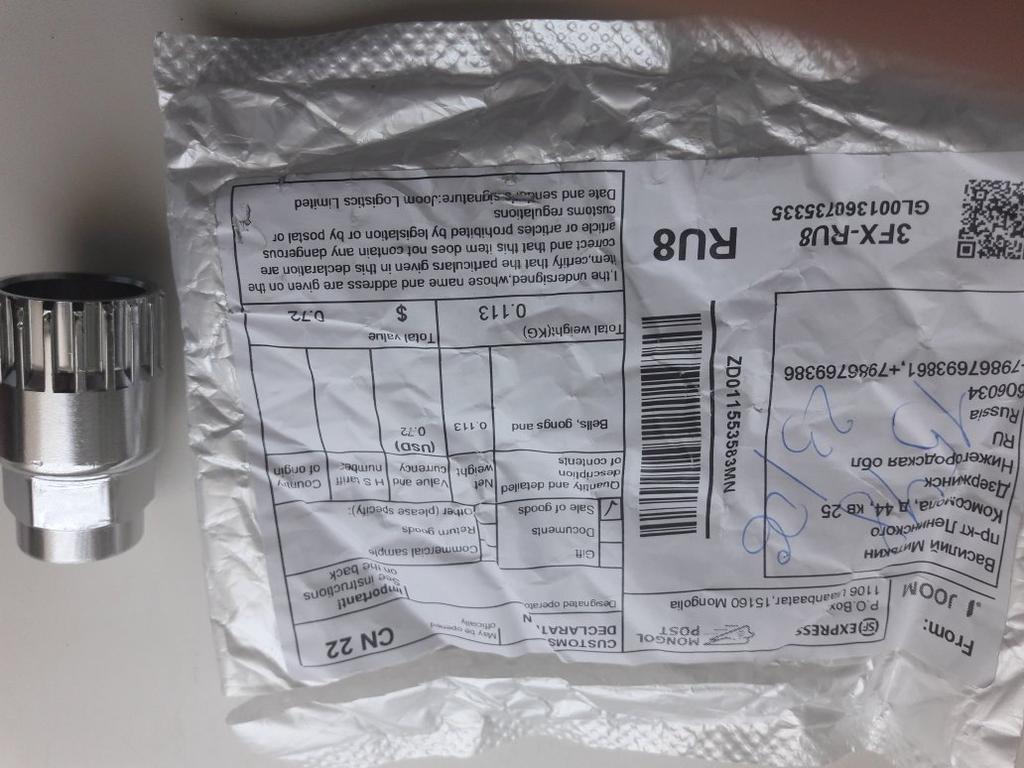 From:
JOOM
SF EXPRESS
P.O.Box
1106 Ulaanbaatar,15160 Mongolia
MONGOL
POST
Василий Митькин
пр-кт Ленинского
Комсомола, д 44, кв 25
Дзержинск
Нижегородская обл
RU
Russia
606034
-79867693861,+7986769386
23/
ZD011553583MN
3FX-RU8
GL001360735335
RU8
CUSTOMS
DECLARAT
May be opened
officially
CN 22
Designated operato
Important!
See instructions
on the back
Gift
Commercial sample
Documents
Return goods
✓ Sale of goods
Other (please specify):
Quantity and detailed
description
of contents
Net
weight
Value and
currency
H S tariff
number
Country
of origin
(USD)
Bells, gongs and
0.113
0.72
Total weight(KG)
Total value
0.113
$
0.72
I,the undersigned,whose name and address are given on the
item,certify that the particulars given in this declaration are
correct and that this item does not contain any dangerous
article or articles prohibited by legislation or by postal or
customs regulations
Date and sender's signature:Joom Logistics Limited